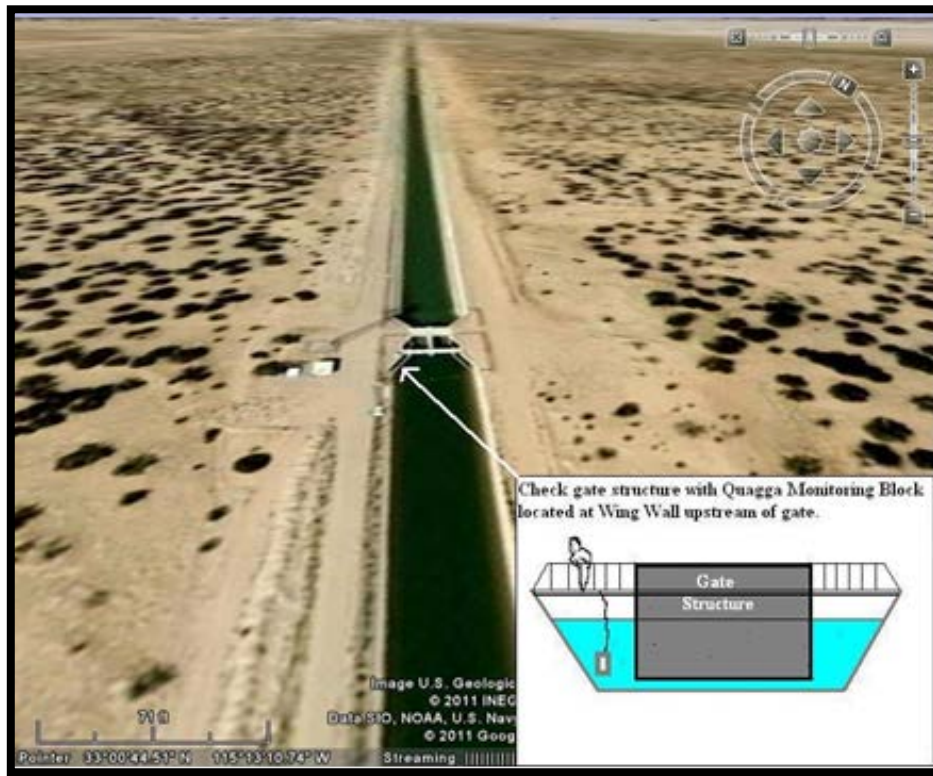 N
Check gate structure with Quagga Monitoring Block
located at Wing Wall upstream of gate.
Gate
Structure
Image U.S. Geologic
© 2011 INEG
Data SIO, NOAA, U.S. Navy
© 2011 Goog
71 ft
Pointer 33°00'44.51" N 115°13'10.74" W Streaming